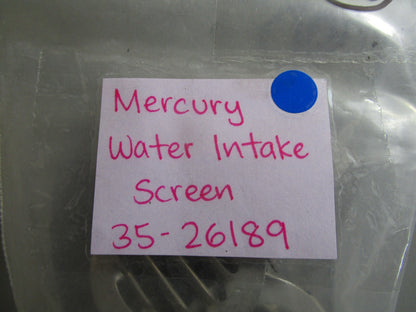 Mercury
Water Intake
Screen
35-26189